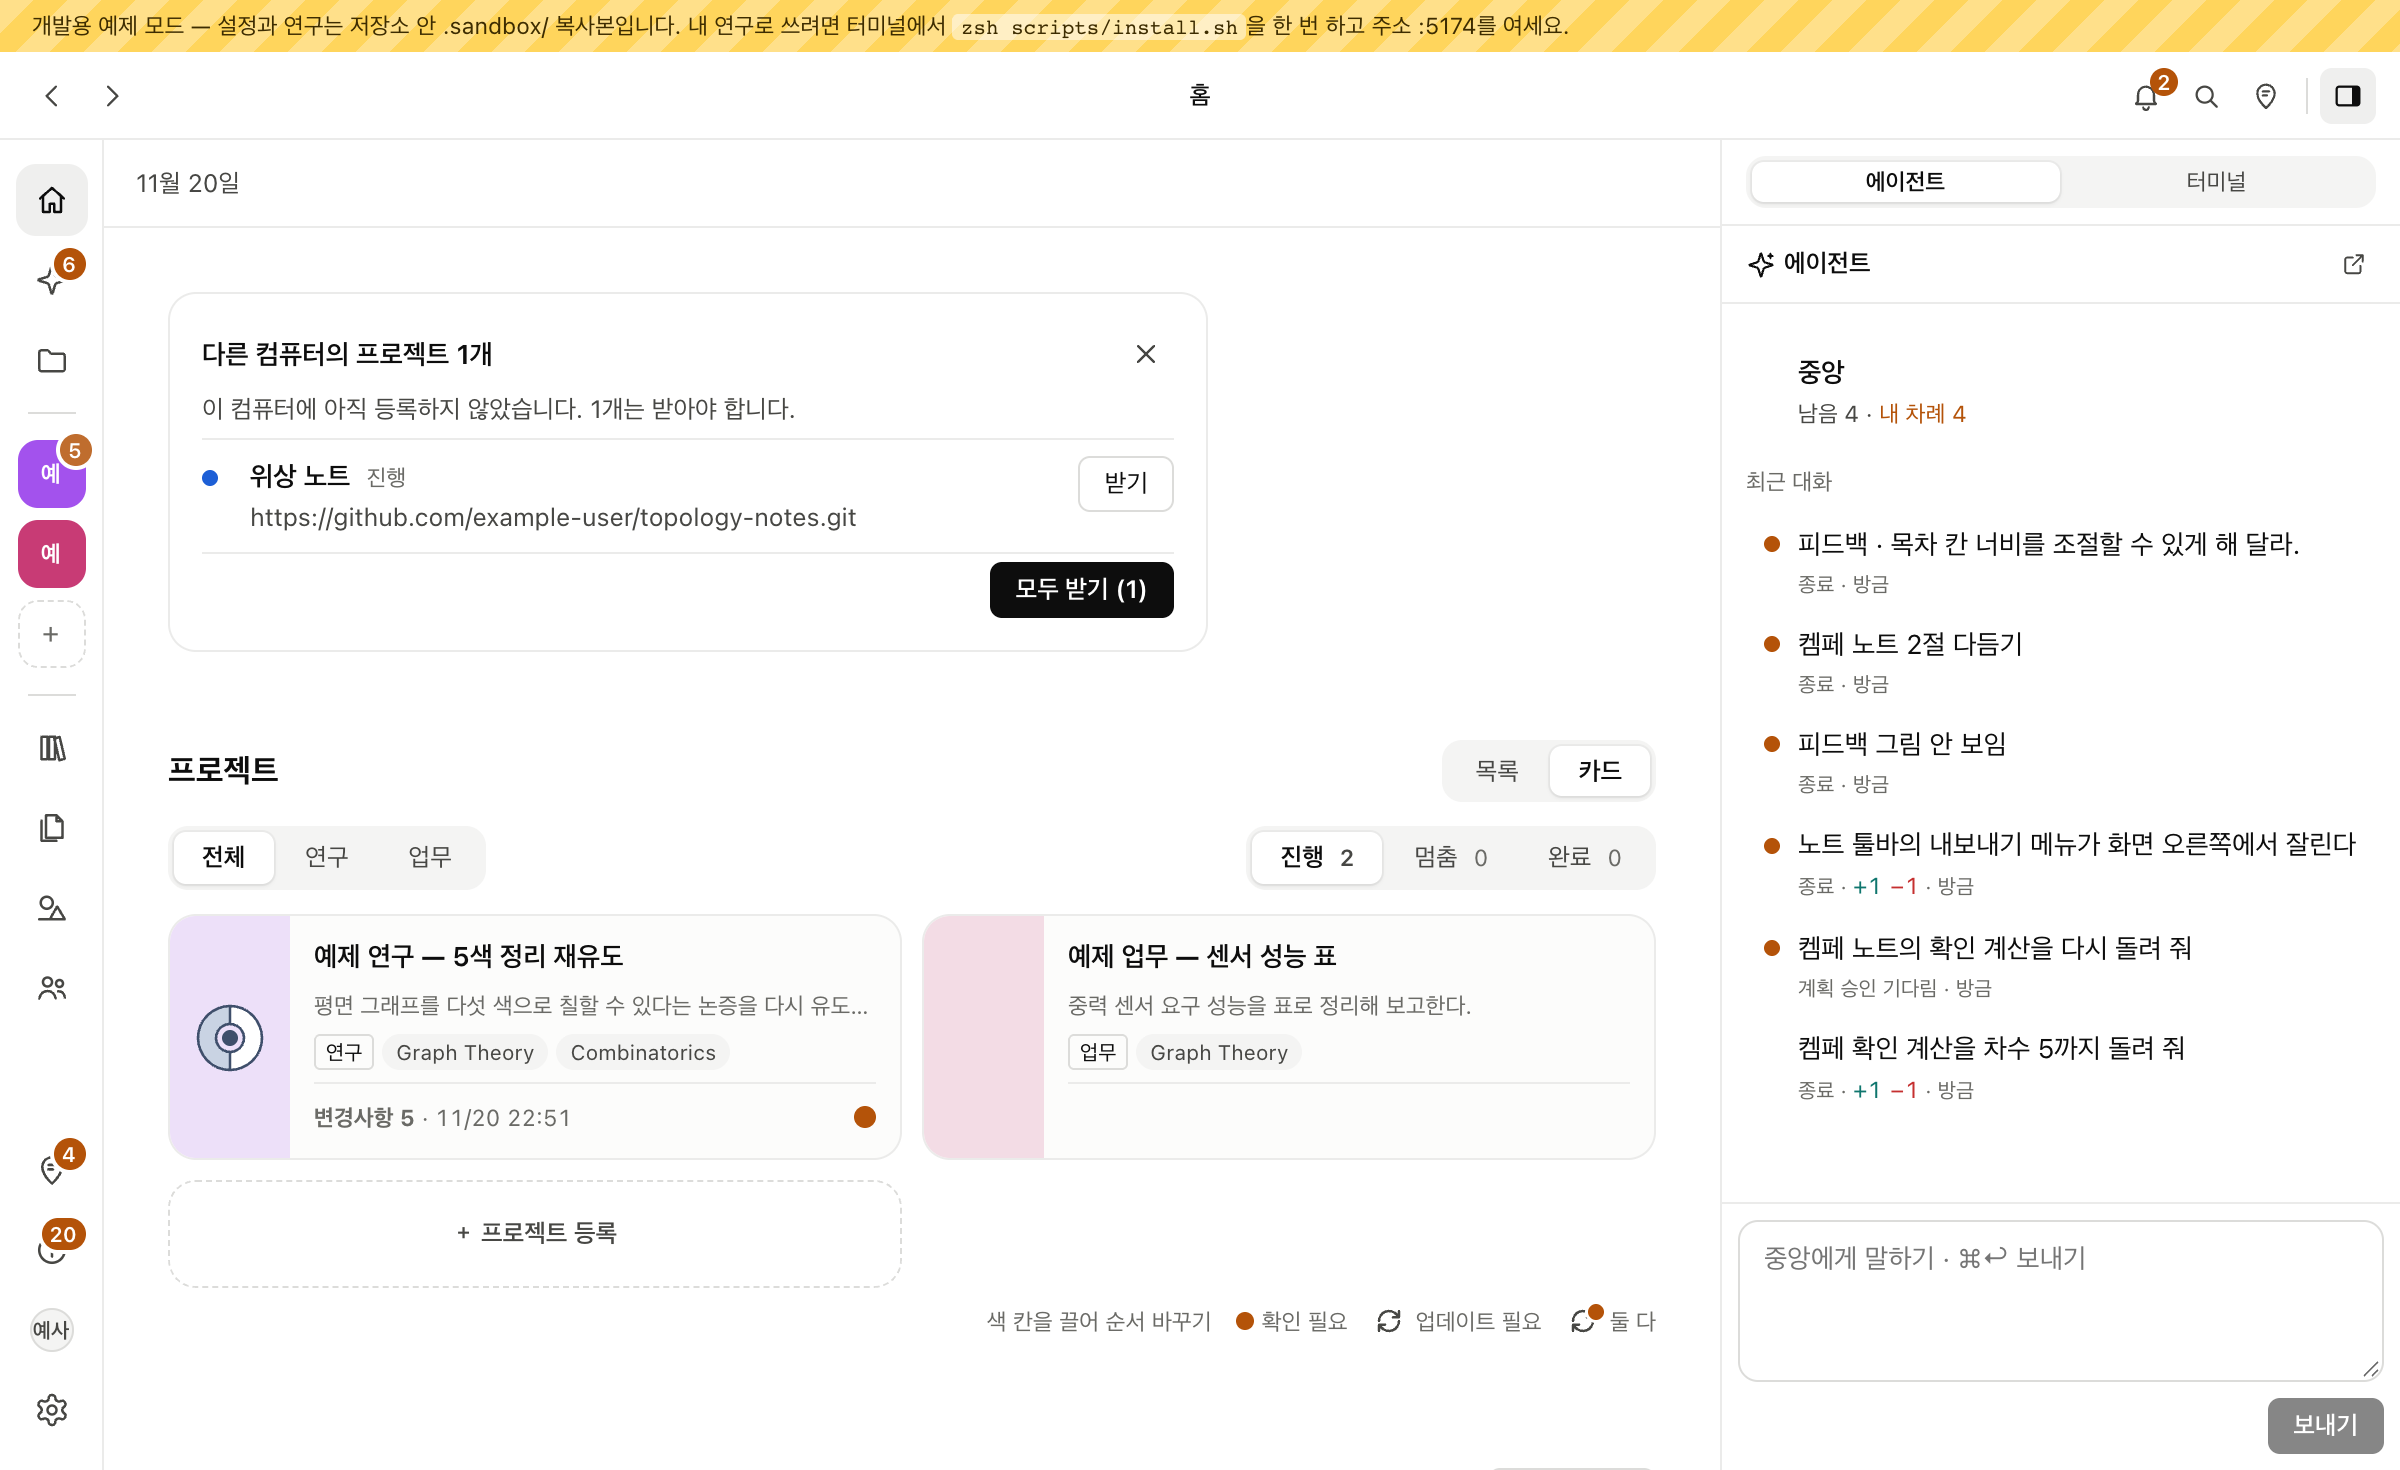 개발용 예제 모드 — 설정과 연구는 저장소 안 .sandbox/ 복사본입니다. 내 연구로 쓰려면 터미널에서 zsh scripts/install.sh을 한 번 하고 주소 :5174를 여세요.
홈
2
11월 20일
6
5
예
예
+
4
20
예사
다른 컴퓨터의 프로젝트 1개
이 컴퓨터에 아직 등록하지 않았습니다. 1개는 받아야 합니다.
위상 노트 진행
받기
https://github.com/example-user/topology-notes.git
모두 받기 (1)
프로젝트
목록 카드
전체 연구 업무
진행 2 멈춤 0 완료 0
예제 연구 — 5색 정리 재유도
평면 그래프를 다섯 색으로 칠할 수 있다는 논증을 다시 유도...
연구 Graph Theory Combinatorics
변경사항 5 · 11/20 22:51
예제 업무 — 센서 성능 표
중력 센서 요구 성능을 표로 정리해 보고한다.
업무 Graph Theory
+ 프로젝트 등록
색 칸을 끌어 순서 바꾸기 확인 필요 업데이트 필요 둘 다
에이전트 터미널
에이전트
중앙
남음 4 · 내 차례 4
최근 대화
피드백 · 목차 칸 너비를 조절할 수 있게 해 달라.
종료 · 방금
켐페 노트 2절 다듬기
종료 · 방금
피드백 그림 안 보임
종료 · 방금
노트 툴바의 내보내기 메뉴가 화면 오른쪽에서 잘린다
종료 · +1 −1 · 방금
켐페 노트의 확인 계산을 다시 돌려 줘
계획 승인 기다림 · 방금
켐페 확인 계산을 차수 5까지 돌려 줘
종료 · +1 −1 · 방금
중앙에게 말하기 · ⌘↩ 보내기
보내기